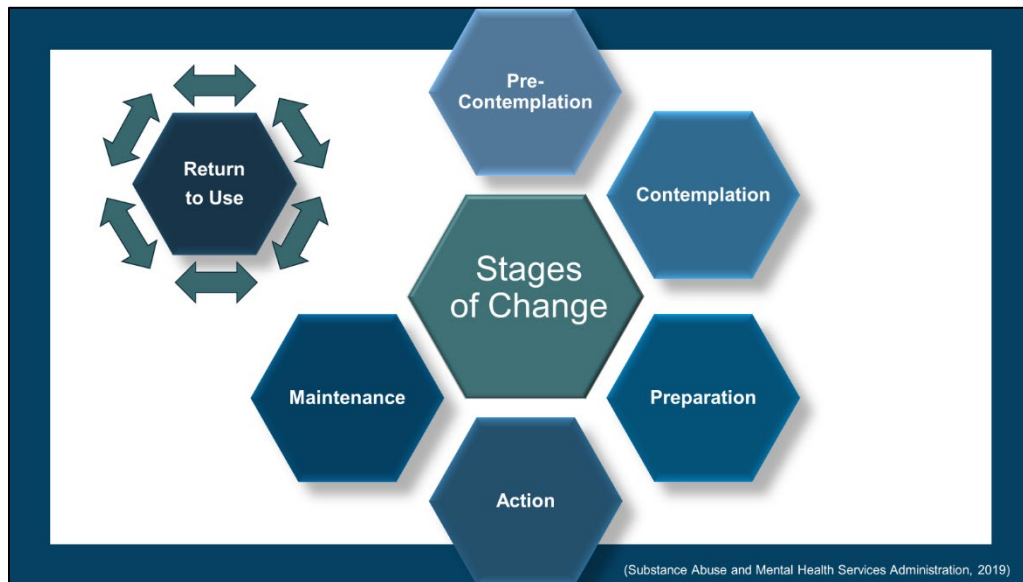 Pre-
Contemplation
Return
to Use
Contemplation
Stages
of Change
Maintenance
Preparation
Action
(Substance Abuse and Mental Health Services Administration, 2019)